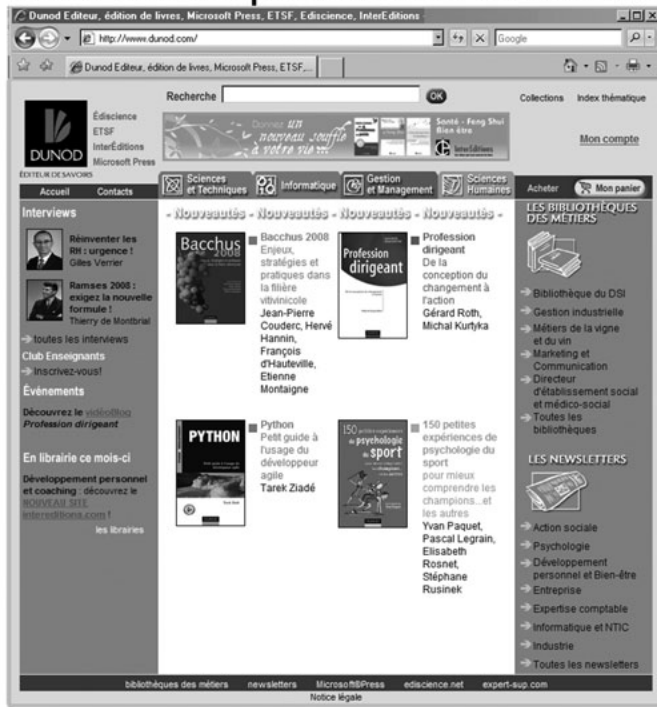 Dunod Editeur, édition de livres, Microsoft Press, ETSF, Ediscience, InterEditions
http://www.dunod.com/
Google
Dunod Editeur, édition de livres, Microsoft Press, ETSF,...
Recherche
OK
Collections
Index thématique
DUNOD
ÉDITEUR DE SAVOIRS
Édiscience
ETSF
InterÉditions
Microsoft Press
Donnez un
nouveau souffle
à votre vie...
Santé - Feng Shui
Bien être
InterEditions
Mon compte
Accueil
Contacts
Sciences
et Techniques
Informatique
Gestion
et Management
Sciences
Humaines
Acheter
Mon panier
Interviews
Réinventer les
RH : urgence !
Gilles Verrier
Ramses 2008 :
exigez la nouvelle
formule !
Thierry de Montbrial
toutes les interviews
Club Enseignants
Inscrivez-vous!
Événements
Découvrez le vidéoBlog
Profession dirigeant
En librairie ce mois-ci
Développement personnel
et coaching : découvrez le
NOUVEAU SITE
intereditions.com !
les librairies
- Nouveautés - Nouveautés - Nouveautés - Nouveautés -
Bacchus
2008
Bacchus 2008
Enjeux,
stratégies et
pratiques dans
la filière
vitivinicole
Jean-Pierre
Couderc, Hervé
Hannin,
François
d'Hauteville,
Etienne
Montaigne
Profession
dirigeant
Profession
dirigeant
De la
conception du
changement à
l'action
Gérard Roth,
Michal Kurtyka
PYTHON
Tarek Ziadé
Python
Petit guide à
l'usage du
développeur
agile
Tarek Ziadé
150 petites expériences
de psychologie
du sport
150 petites
expériences de
psychologie du
sport
pour mieux
comprendre les
champions...et
les autres
Yvan Paquet,
Pascal Legrain,
Elisabeth
Rosnet,
Stéphane
Rusinek
LES BIBLIOTHÈQUES
DES MÉTIERS
Bibliothèque du DSI
Gestion industrielle
Métiers de la vigne
et du vin
Marketing et
Communication
Directeur
d'établissement social
et médico-social
Toutes les
bibliothèques
LES NEWSLETTERS
Action sociale
Psychologie
Développement
personnel et Bien-être
Entreprise
Expertise comptable
Informatique et NTIC
Industrie
Toutes les newsletters
bibliothèques des métiers
newsletters
Microsoft®Press
ediscience.net
expert-sup.com
Notice légale